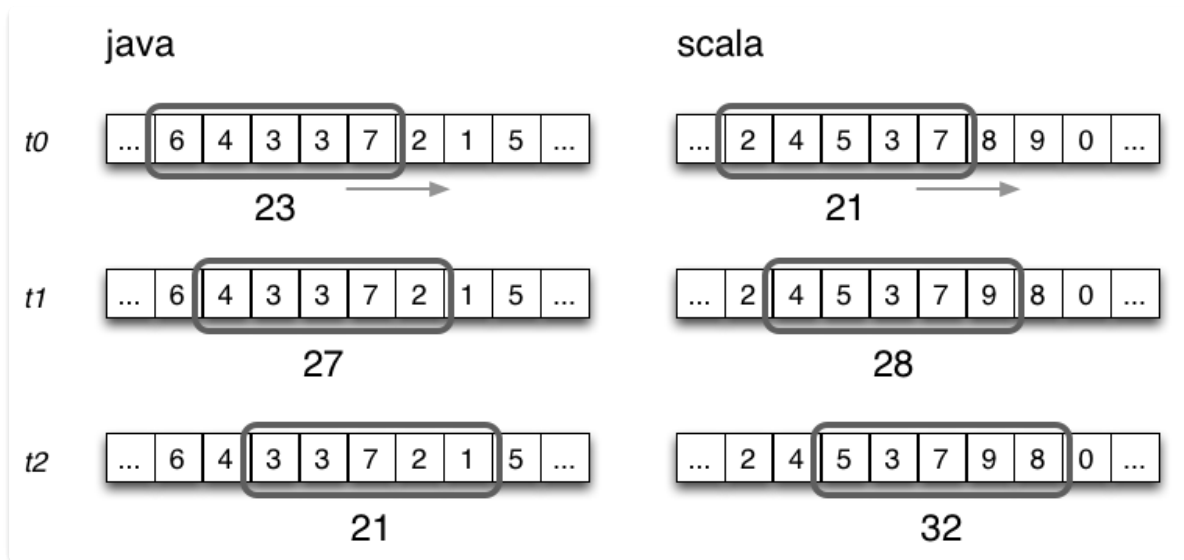 java scala
t0 ... 6 4 3 3 7 2 1 5 ... ... 2 4 5 3 7 8 9 0 ...
23 21
t1 ... 6 4 3 3 7 2 1 5 ... ... 2 4 5 3 7 9 8 0 ...
27 28
t2 ... 6 4 3 3 7 2 1 5 ... ... 2 4 5 3 7 9 8 0 ...
21 32